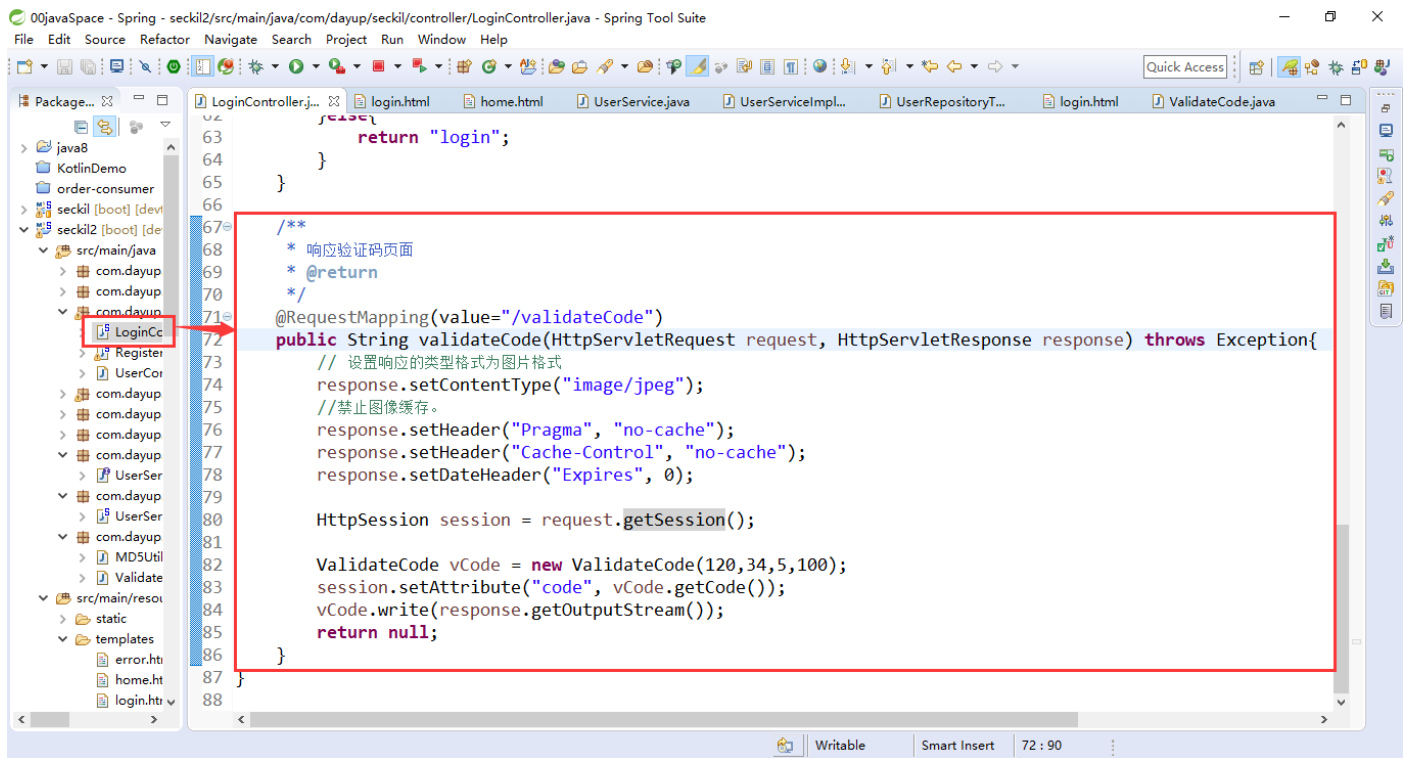 00javaSpace - Spring - seckil2/src/main/java/com/dayup/seckil/controller/LoginController.java - Spring Tool Suite
File Edit Source Refactor Navigate Search Project Run Window Help
Quick Access
Package...
LoginController.j... login.html home.html UserService.java UserServiceImpl... UserRepositoryT... login.html ValidateCode.java
java8
KotlinDemo
order-consumer
seckil [boot] [devt
seckil2 [boot] [de
src/main/java
com.dayup
com.dayup
com.dayup
LoginCc
Register
UserCor
com.dayup
com.dayup
com.dayup
com.dayup
UserSer
com.dayup
UserSer
com.dayup
MD5Util
Validate
src/main/resou
static
templates
error.htı
home.ht
login.htr
62 }else{
63 return "login";
64 }
65 }
66
67 /**
68 * 响应验证码页面
69 * @return
70 */
71 @RequestMapping(value="/validateCode")
72 public String validateCode(HttpServletRequest request, HttpServletResponse response) throws Exception{
73 // 设置响应的类型格式为图片格式
74 response.setContentType("image/jpeg");
75 //禁止图像缓存。
76 response.setHeader("Pragma", "no-cache");
77 response.setHeader("Cache-Control", "no-cache");
78 response.setDateHeader("Expires", 0);
79
80 HttpSession session = request.getSession();
81
82 ValidateCode vCode = new ValidateCode(120,34,5,100);
83 session.setAttribute("code", vCode.getCode());
84 vCode.write(response.getOutputStream());
85 return null;
86 }
87 }
88
Writable Smart Insert 72 : 90